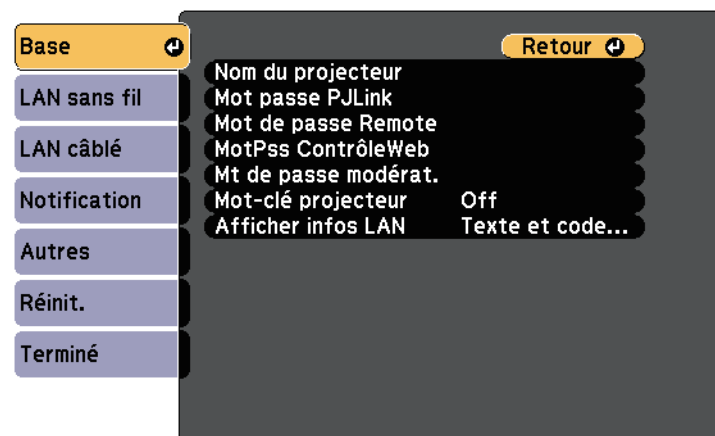 Base
LAN sans fil
LAN câblé
Notification
Autres
Réinit.
Terminé
Retour
Nom du projecteur
Mot passe PJLink
Mot de passe Remote
MotPss ContrôleWeb
Mt de passe modérat.
Mot-clé projecteur Off
Afficher infos LAN Texte et code...